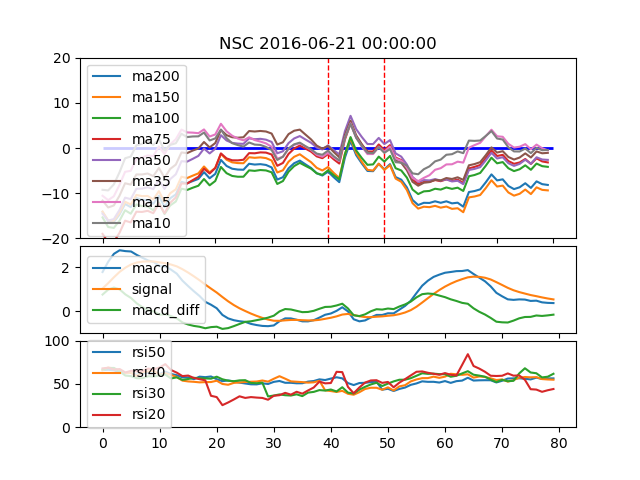 NSC 2016-06-21 00:00:00
20
10
0
−10
−20
ma200
ma150
ma100
ma75
ma50
ma35
ma15
ma10
2
0
macd
signal
macd_diff
100
50
0
rsi50
rsi40
rsi30
rsi20
0 10 20 30 40 50 60 70 80